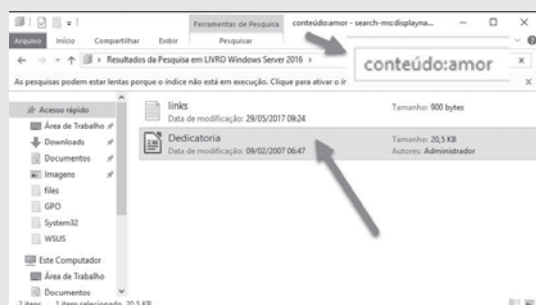 Ferramentas de Pesquisa
conteúdo:amor - search-ms:displayna...
Arquivo Início Compartilhar Exibir Pesquisar
Resultados da Pesquisa em LIVRO Windows Server 2016
conteúdo:amor
As pesquisas podem estar lentas porque o índice não está em execução. Clique para ativar o ír
Acesso rápido
Área de Trabalho
Downloads
Documentos
Imagens
files
GPO
System32
WSUS
Este Computador
Área de Trabalho
Documentos
links
Data de modificação: 29/05/2017 09:24
Tamanho: 900 bytes
Dedicatoria
Data de modificação: 09/02/2007 06:47
Tamanho: 20,5 KB
Autores: Administrador
2 itens 1 item selecionado 20,5 KB